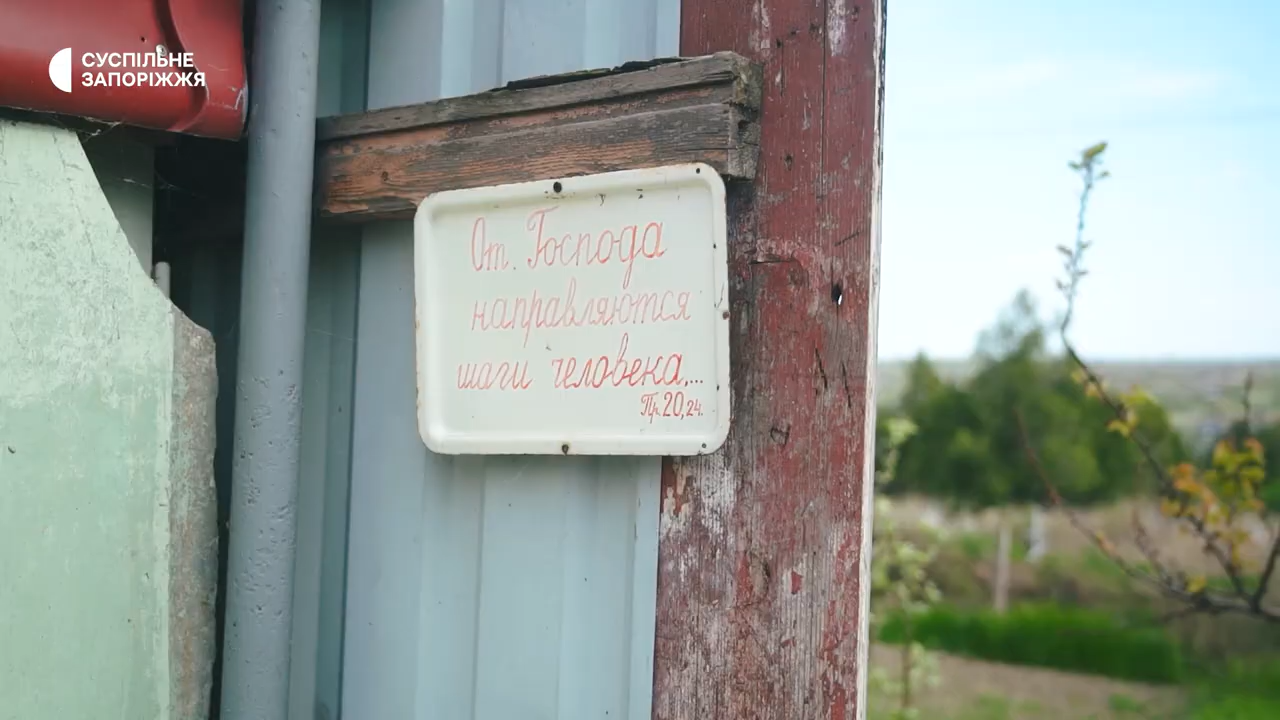 СУСПІЛЬНЕ
ЗАПОРІЖЖЯ
От. Господа
направляются
шаги человека,...
Пр. 20, 24.